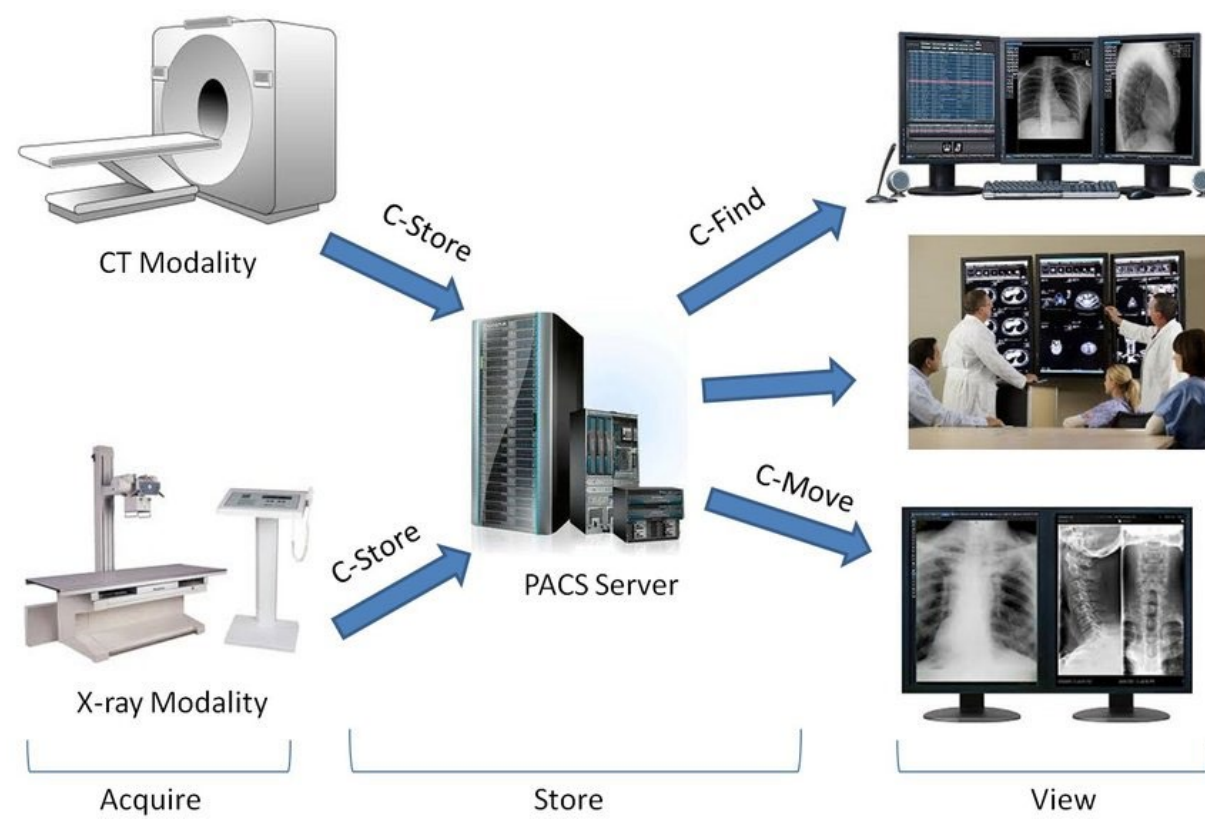 C-Store
C-Find
CT Modality
C-Move
C-Store
PACS Server
X-ray Modality
Acquire
Store
View